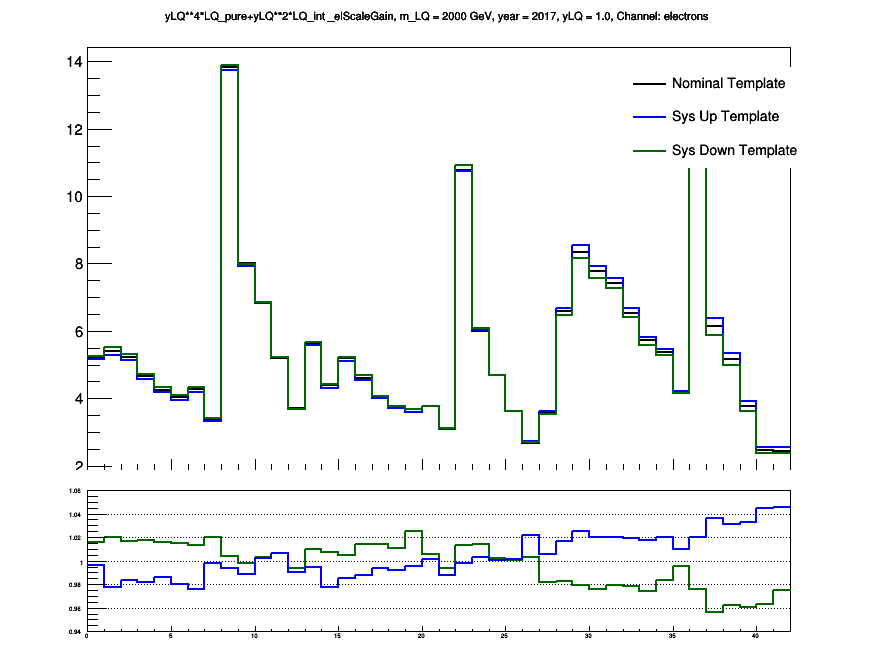 yLQ**4*LQ_pure+yLQ**2*LQ_int_elScaleGain, m_LQ = 2000 GeV, year = 2017, yLQ = 1.0, Channel: electrons
14
12
10
8
6
4
2
Nominal Template
Sys Up Template
Sys Down Template
1.06
1.04
1.02
1
0.98
0.96
0.94
0 5 10 15 20 25 30 35 40